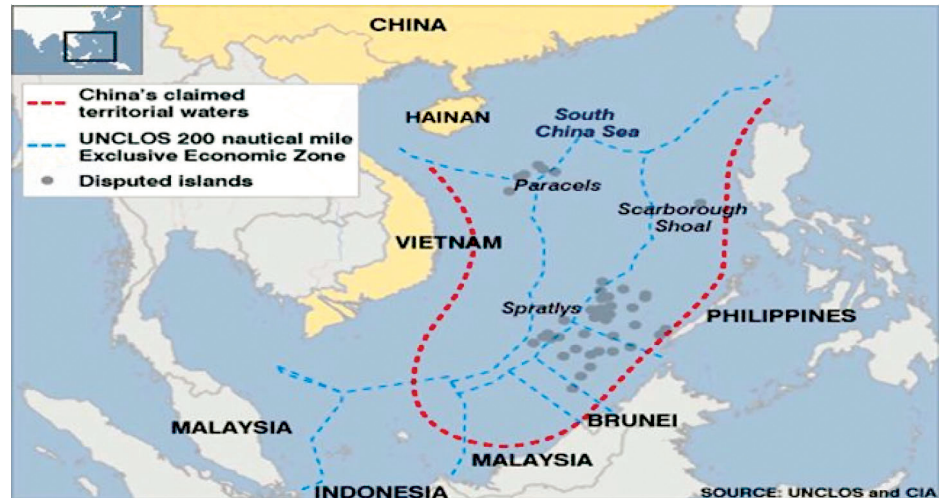 CHINA
China's claimed
territorial waters
UNCLOS 200 nautical mile
Exclusive Economic Zone
Disputed islands
HAINAN
South
China Sea
Paracels
Scarborough
Shoal
VIETNAM
Spratlys
PHILIPPINES
MALAYSIA
BRUNEI
MALAYSIA
INDONESIA
SOURCE: UNCLOS and CIA